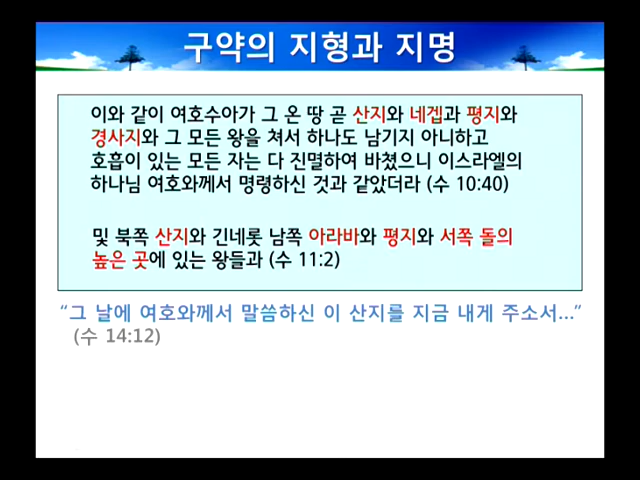 구약의 지형과 지명
이와 같이 여호수아가 그 온 땅 곧 산지와 네겝과 평지와
경사지와 그 모든 왕을 쳐서 하나도 남기지 아니하고
호흡이 있는 모든 자는 다 진멸하여 바쳤으니 이스라엘의
하나님 여호와께서 명령하신 것과 같았더라 (수 10:40)
및 북쪽 산지와 긴네롯 남쪽 아라바와 평지와 서쪽 돌의
높은 곳에 있는 왕들과 (수 11:2)
“그 날에 여호와께서 말씀하신 이 산지를 지금 내게 주소서...”
(수 14:12)